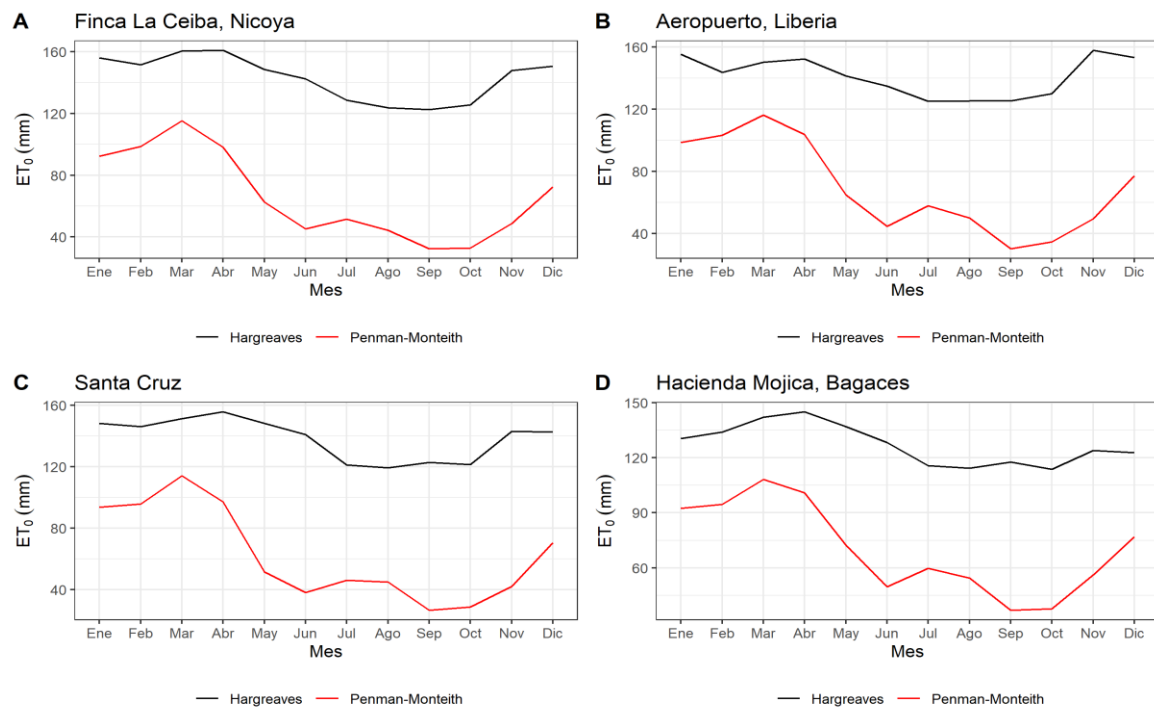 A Finca La Ceiba, Nicoya
160
120
80
40
ET₀ (mm)
Ene Feb Mar Abr May Jun Jul Ago Sep Oct Nov Dic
Mes
Hargreaves Penman-Monteith
B Aeropuerto, Liberia
160
120
80
40
ET₀ (mm)
Ene Feb Mar Abr May Jun Jul Ago Sep Oct Nov Dic
Mes
Hargreaves Penman-Monteith
C Santa Cruz
160
120
80
40
ET₀ (mm)
Ene Feb Mar Abr May Jun Jul Ago Sep Oct Nov Dic
Mes
Hargreaves Penman-Monteith
D Hacienda Mojica, Bagaces
150
120
90
60
ET₀ (mm)
Ene Feb Mar Abr May Jun Jul Ago Sep Oct Nov Dic
Mes
Hargreaves Penman-Monteith